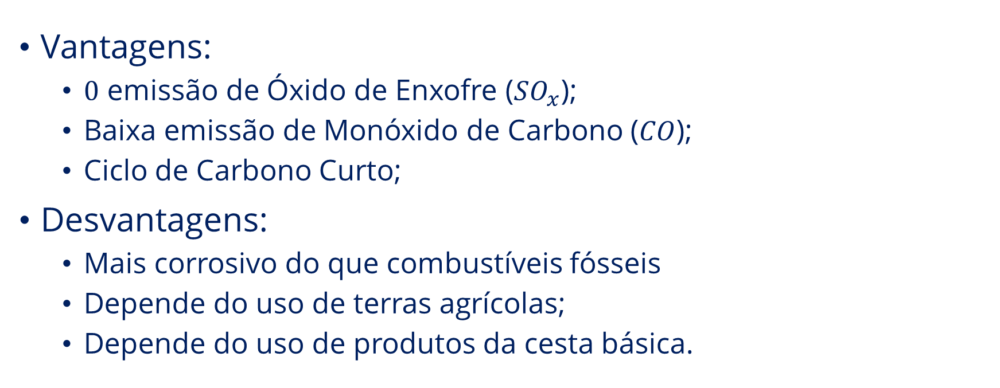 • Vantagens:
• 0 emissão de Óxido de Enxofre (SOₓ);
• Baixa emissão de Monóxido de Carbono (CO);
• Ciclo de Carbono Curto;
• Desvantagens:
• Mais corrosivo do que combustíveis fósseis
• Depende do uso de terras agrícolas;
• Depende do uso de produtos da cesta básica.